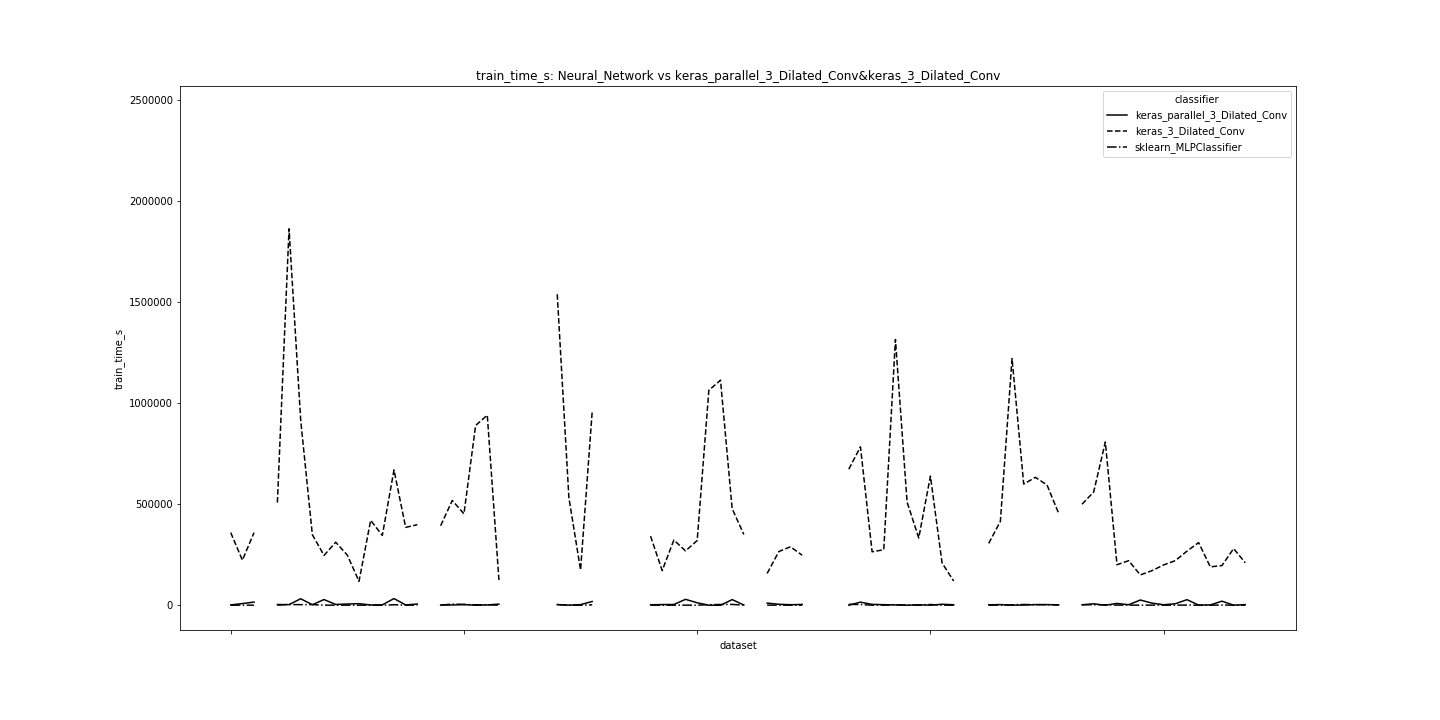 train_time_s: Neural_Network vs keras_parallel_3_Dilated_Conv&keras_3_Dilated_Conv
classifier
keras_parallel_3_Dilated_Conv
keras_3_Dilated_Conv
sklearn_MLPClassifier
2500000
2000000
1500000
1000000
500000
0
train_time_s
dataset